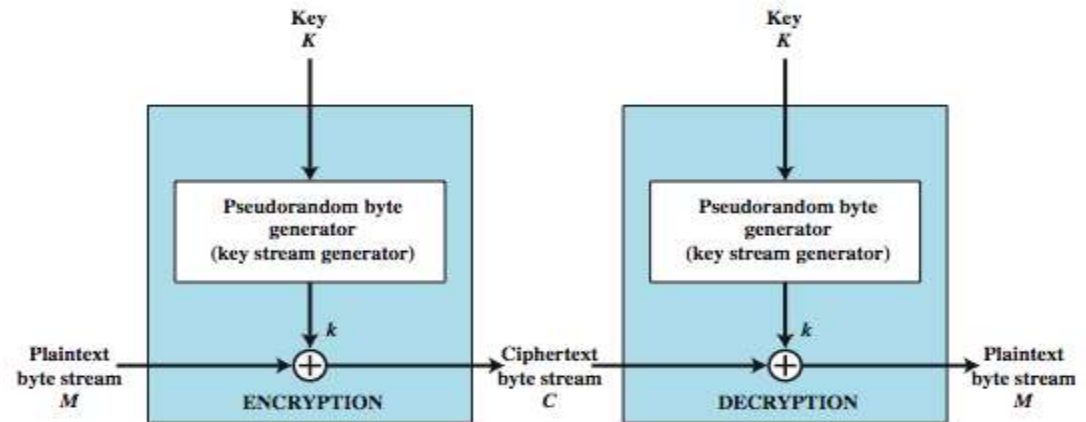 Key
K
Key
K
Pseudorandom byte
generator
(key stream generator)
Pseudorandom byte
generator
(key stream generator)
k
k
Plaintext
byte stream
M
ENCRYPTION
Ciphertext
byte stream
C
DECRYPTION
Plaintext
byte stream
M